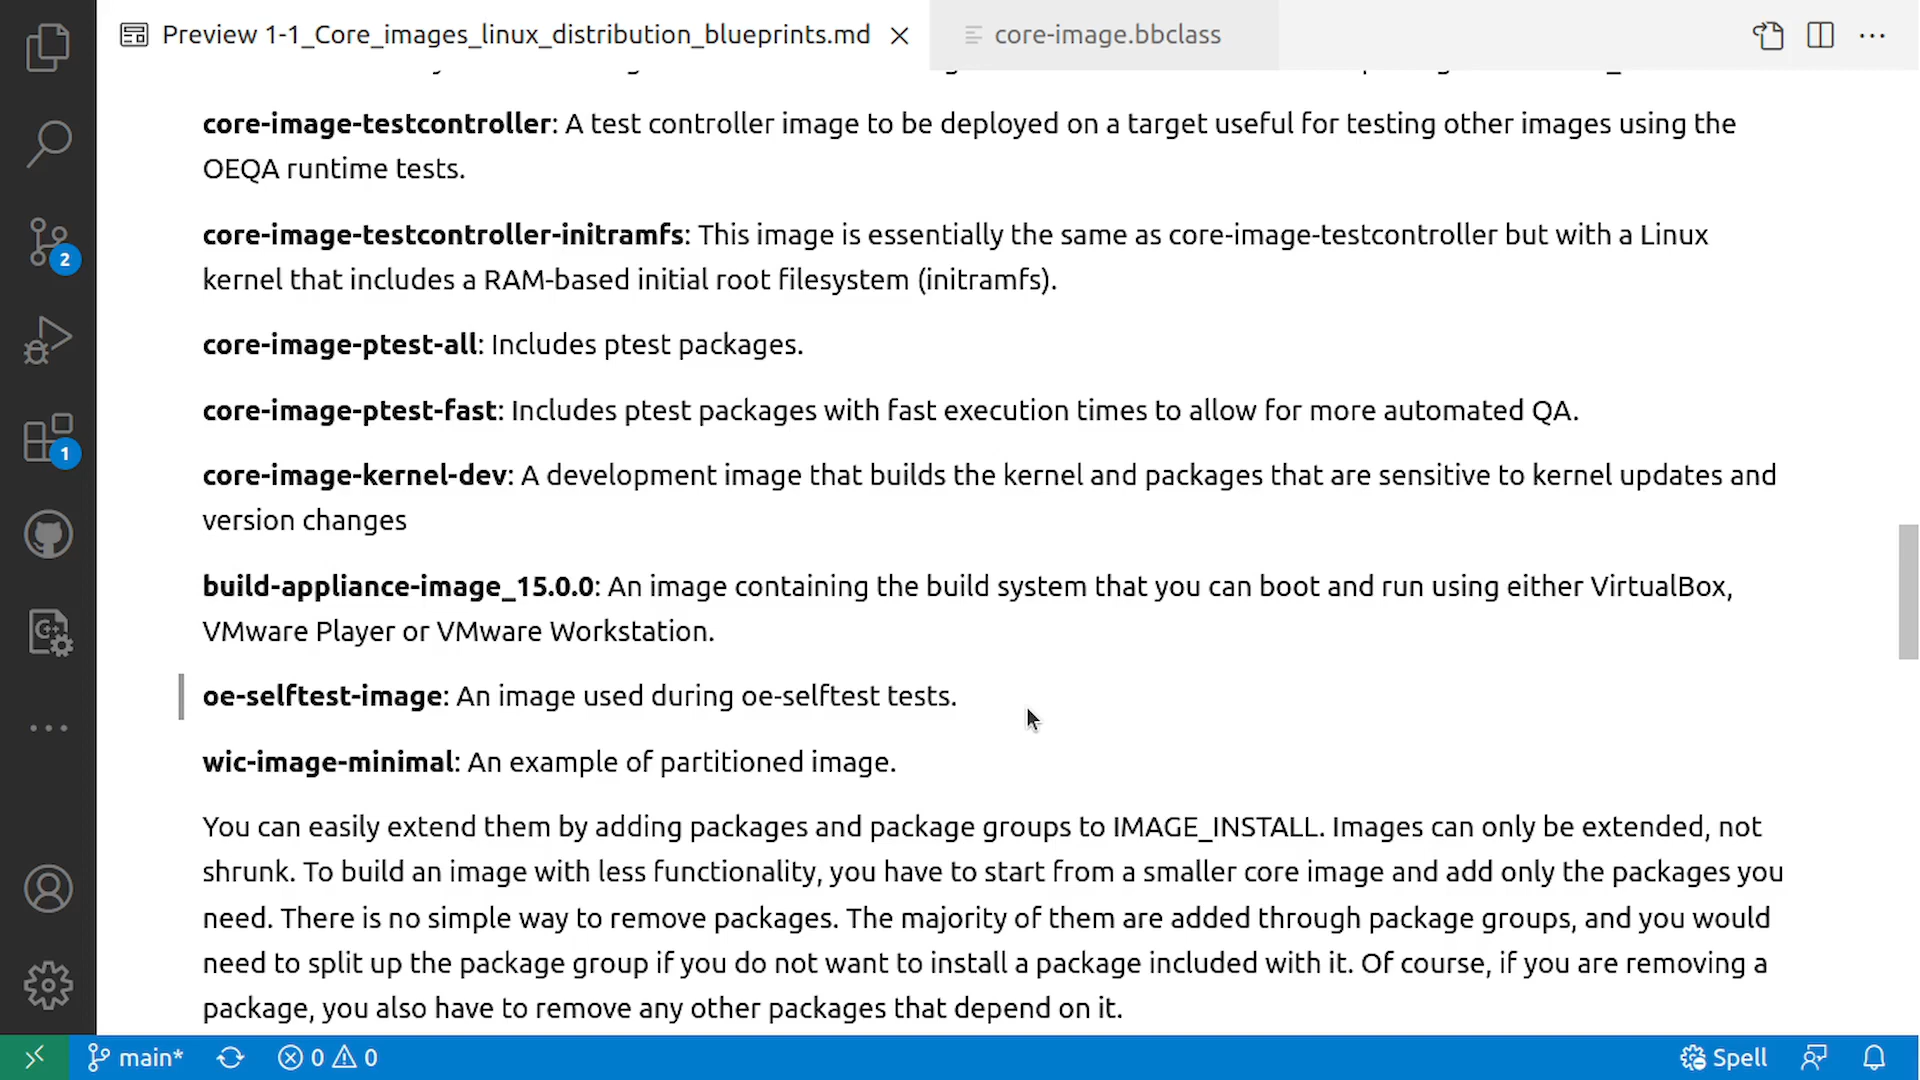 Preview 1-1_Core_images_linux_distribution_blueprints.md
core-image.bbclass
core-image-testcontroller: A test controller image to be deployed on a target useful for testing other images using the
OEQA runtime tests.
core-image-testcontroller-initramfs: This image is essentially the same as core-image-testcontroller but with a Linux
kernel that includes a RAM-based initial root filesystem (initramfs).
core-image-ptest-all: Includes ptest packages.
core-image-ptest-fast: Includes ptest packages with fast execution times to allow for more automated QA.
core-image-kernel-dev: A development image that builds the kernel and packages that are sensitive to kernel updates and
version changes
build-appliance-image_15.0.0: An image containing the build system that you can boot and run using either VirtualBox,
VMware Player or VMware Workstation.
oe-selftest-image: An image used during oe-selftest tests.
wic-image-minimal: An example of partitioned image.
You can easily extend them by adding packages and package groups to IMAGE_INSTALL. Images can only be extended, not
shrunk. To build an image with less functionality, you have to start from a smaller core image and add only the packages you
need. There is no simple way to remove packages. The majority of them are added through package groups, and you would
need to split up the package group if you do not want to install a package included with it. Of course, if you are removing a
package, you also have to remove any other packages that depend on it.
2
1
main* 0 0 Spell